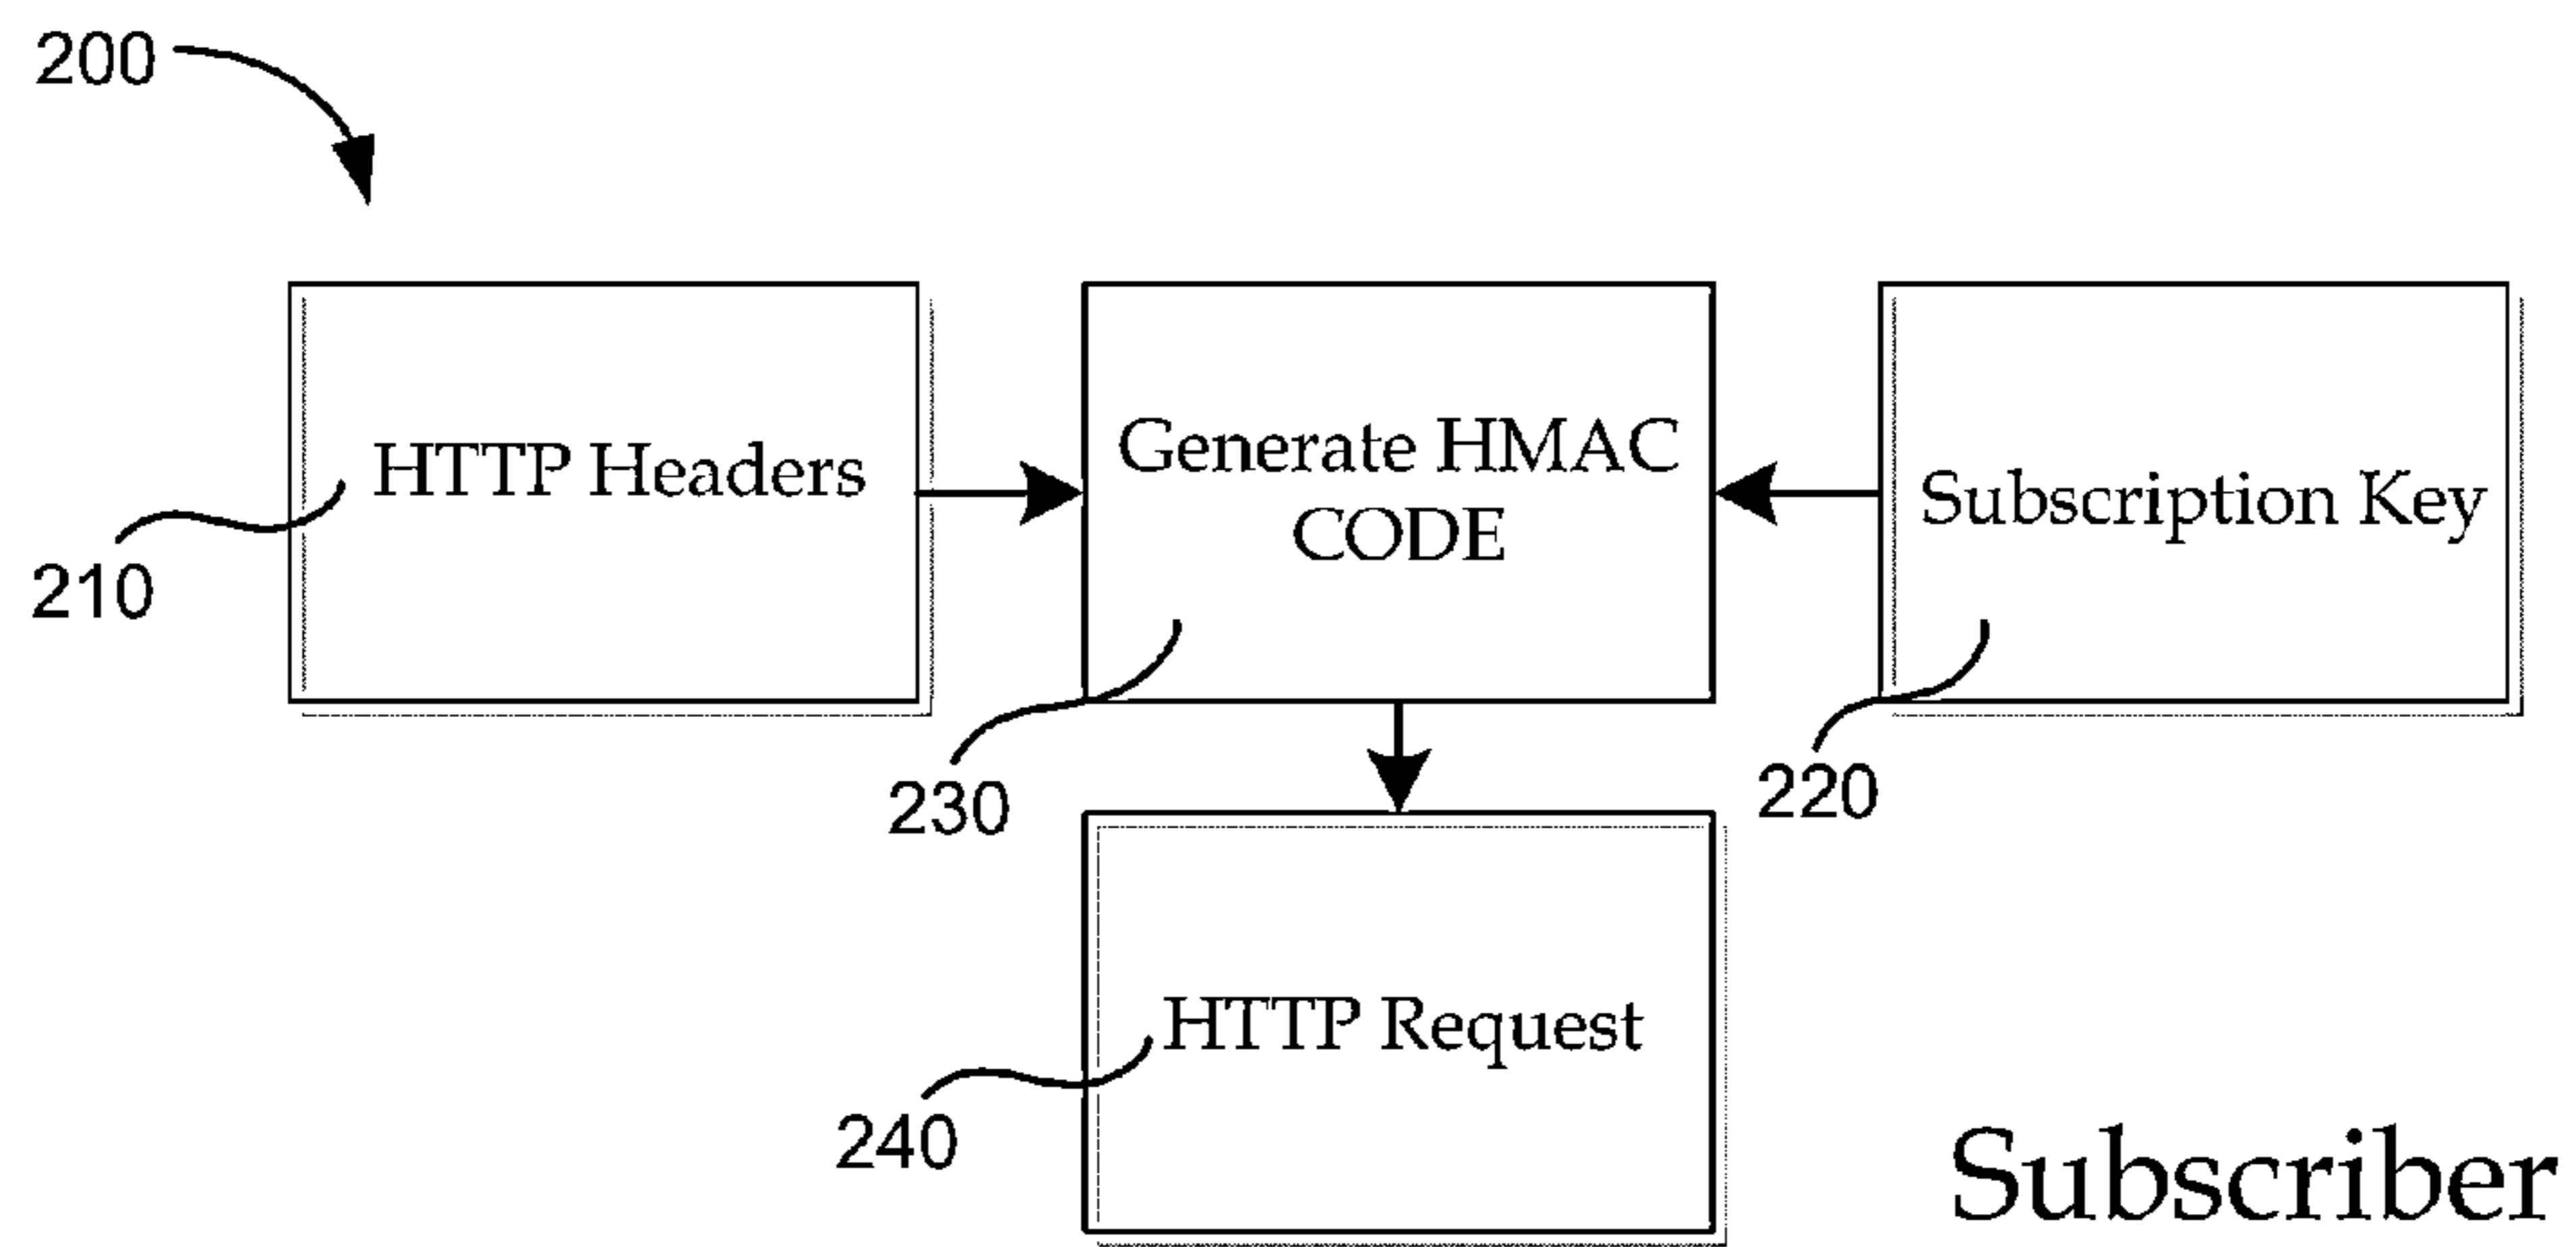 200
HTTP Headers
Generate HMAC
CODE
Subscription Key
210
230
220
HTTP Request
240
Subscriber